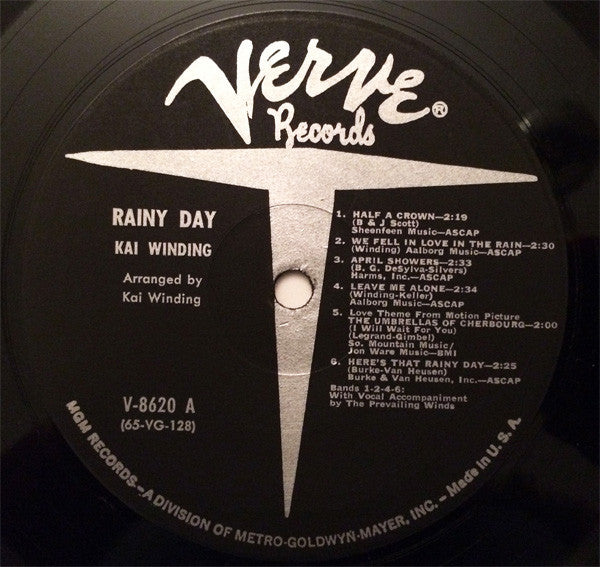 VERVE®
Records
RAINY DAY
KAI WINDING
Arranged by
Kai Winding
V-8620 A
(65-VG-128)
1. HALF A CROWN—2:19
(B & J Scott)
Sheenfeen Music—ASCAP
2. WE FELL IN LOVE IN THE RAIN—2:30
(Winding) Aalborg Music—ASCAP
3. APRIL SHOWERS—2:33
(B. G. DeSylva-Silvers)
Harms, Inc.—ASCAP
4. LEAVE ME ALONE—2:34
(Winding-Keller)
Aalborg Music—ASCAP
5. Love Theme From Motion Picture
THE UMBRELLAS OF CHERBOURG—2:00
(I Will Wait For You)
(Legrand-Gimbel)
So. Mountain Music/
Jon Ware Music—BMI
6. HERE'S THAT RAINY DAY—2:25
(Burke-Van Heusen)
Burke & Van Heusen, Inc.—ASCAP
Bands 1-2-4-6:
With Vocal Accompaniment
by The Prevailing Winds
MGM RECORDS—A DIVISION OF METRO-GOLDWYN-MAYER, INC. — Made in U. S. A.